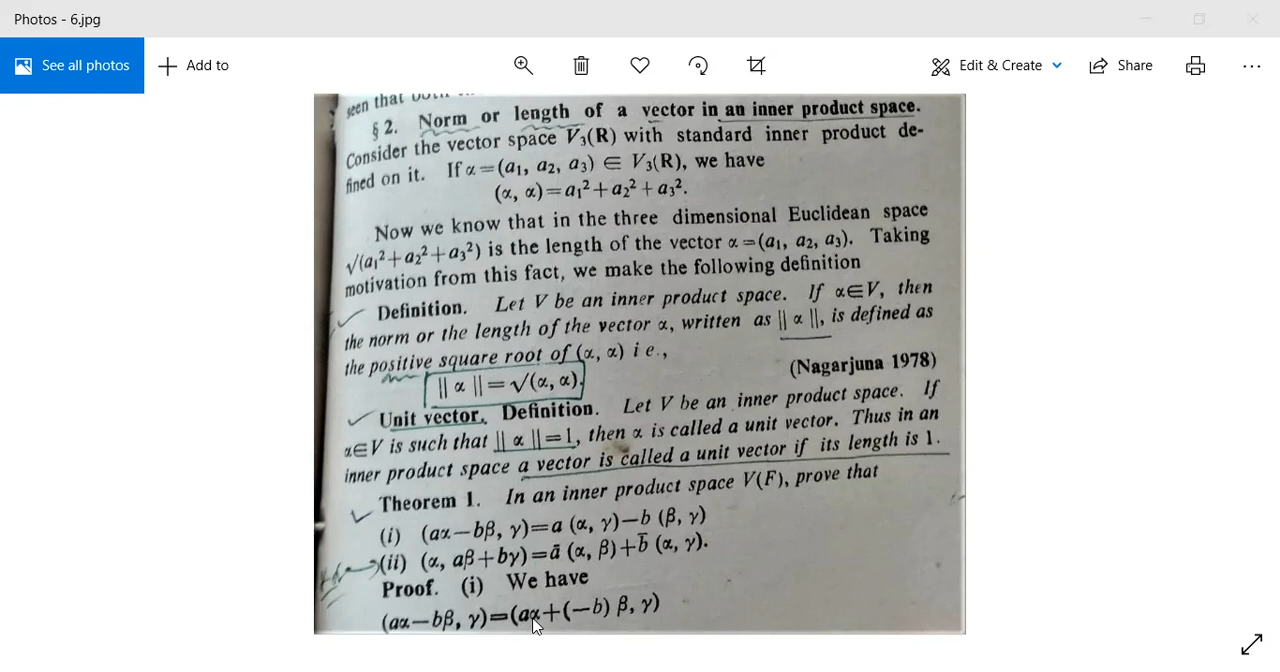 Photos - 6.jpg
See all photos
Add to
Edit & Create
Share
seen that both
§ 2. Norm or length of a vector in an inner product space.
Consider the vector space V₃(R) with standard inner product de-
fined on it. If α=(a₁, a₂, a₃) ∈ V₃(R), we have
(α, α)=a₁²+a₂²+a₃².
Now we know that in the three dimensional Euclidean space
√(a₁²+a₂²+a₃²) is the length of the vector α=(a₁, a₂, a₃). Taking
motivation from this fact, we make the following definition
Definition. Let V be an inner product space. If α∈V, then
the norm or the length of the vector α, written as || α ||, is defined as
the positive square root of (α, α) i e.,
|| α ||=√(α, α). (Nagarjuna 1978)
Unit vector. Definition. Let V be an inner product space. If
α∈V is such that || α ||=1, then α is called a unit vector. Thus in an
inner product space a vector is called a unit vector if its length is 1.
Theorem 1. In an inner product space V(F), prove that
(i) (aα−bβ, γ)=a (α, γ)−b (β, γ)
(ii) (α, aβ+bγ)=ā (α, β)+b̄ (α, γ).
Proof. (i) We have
(aα−bβ, γ)=(aα+(−b) β, γ)